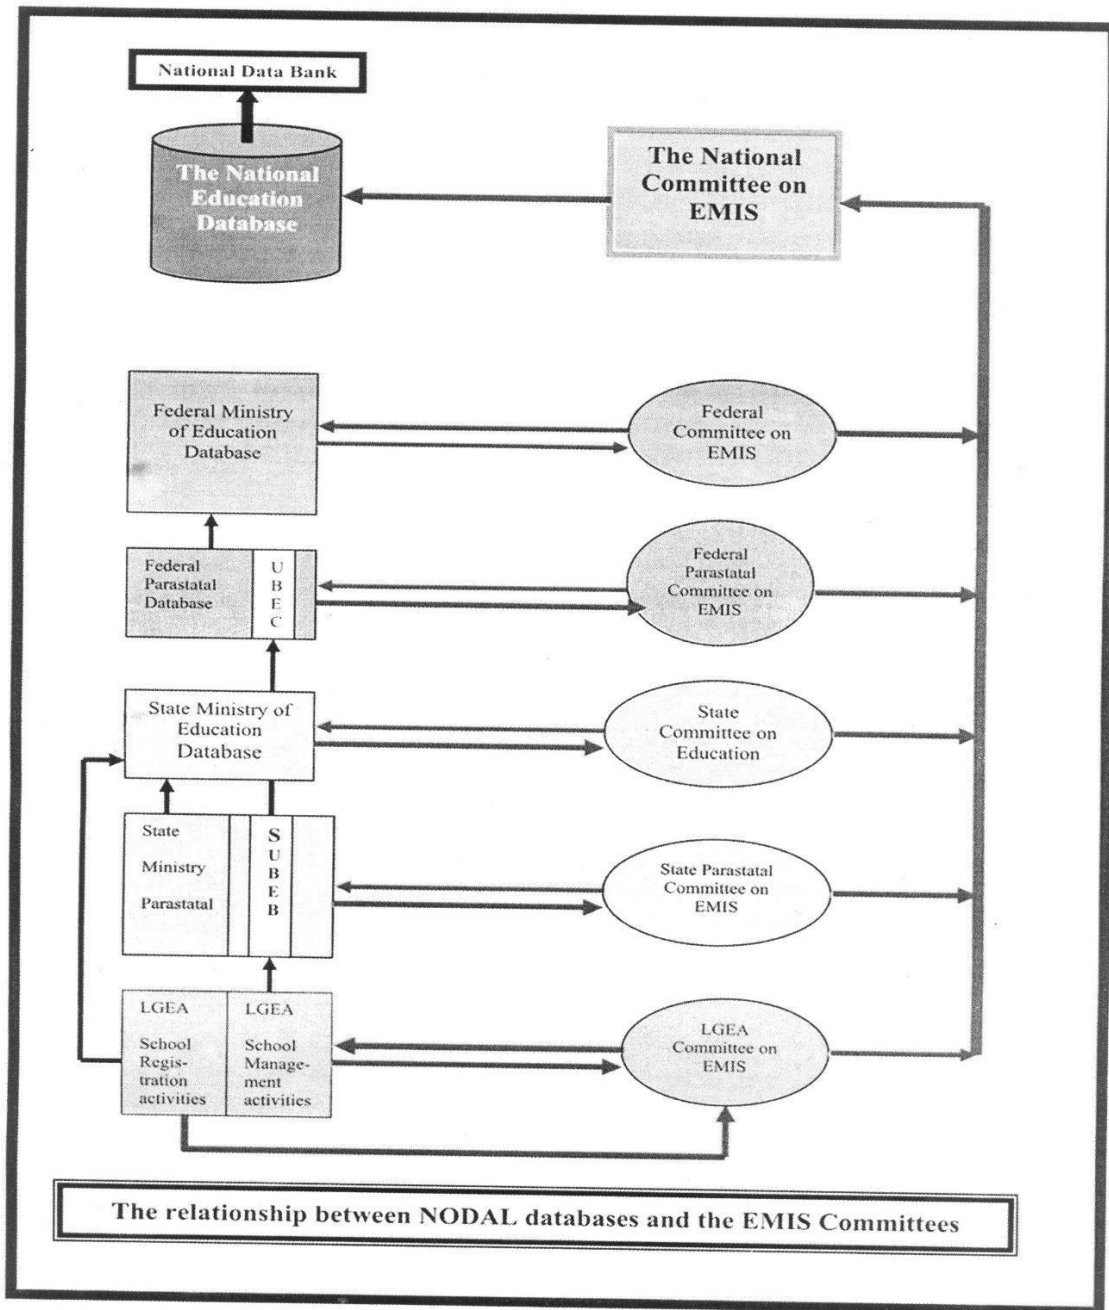 National Data Bank
The National
Education
Database
The National
Committee on
EMIS
Federal Ministry
of Education
Database
Federal
Committee on
EMIS
Federal
Parastatal
Database
U
B
E
C
Federal
Parastatal
Committee on
EMIS
State Ministry of
Education
Database
State
Committee on
Education
State
Ministry
Parastatal
S
U
B
E
B
State Parastatal
Committee on
EMIS
LGEA
School
Regis-
tration
activities
LGEA
School
Manage-
ment
activities
LGEA
Committee on
EMIS
The relationship between NODAL databases and the EMIS Committees